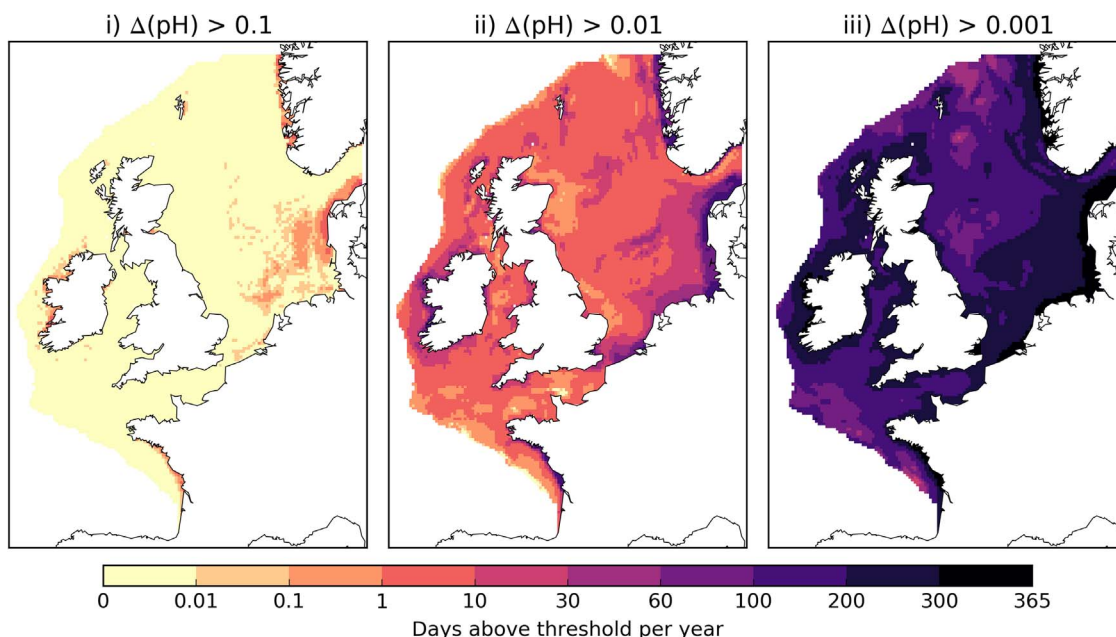 i) Δ(pH) > 0.1
ii) Δ(pH) > 0.01
iii) Δ(pH) > 0.001
0 0.01 0.1 1 10 30 60 100 200 300 365
Days above threshold per year